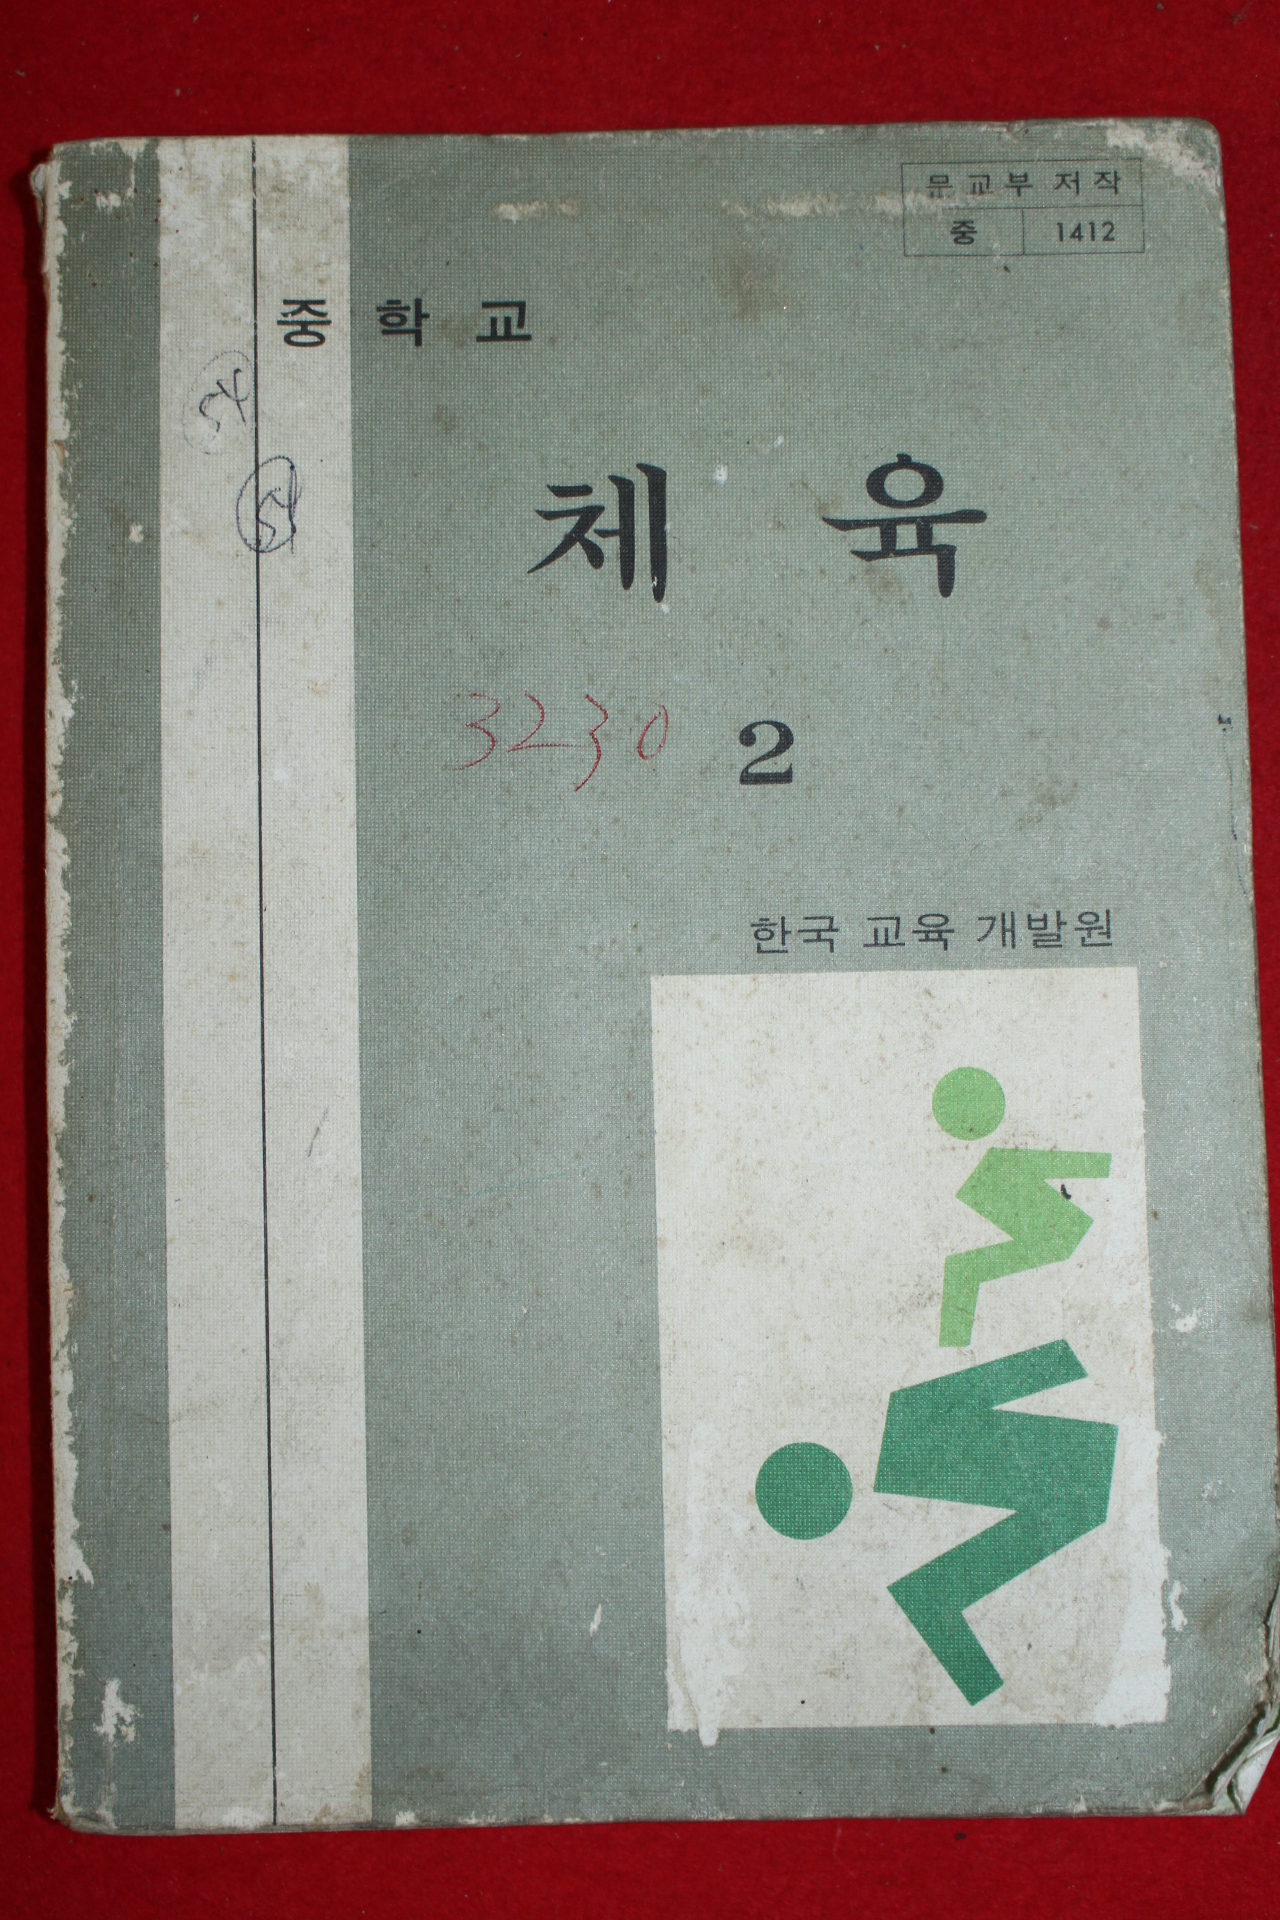 문교부 저작
중 1412
중학교
체육
3230
2
한국 교육 개발원